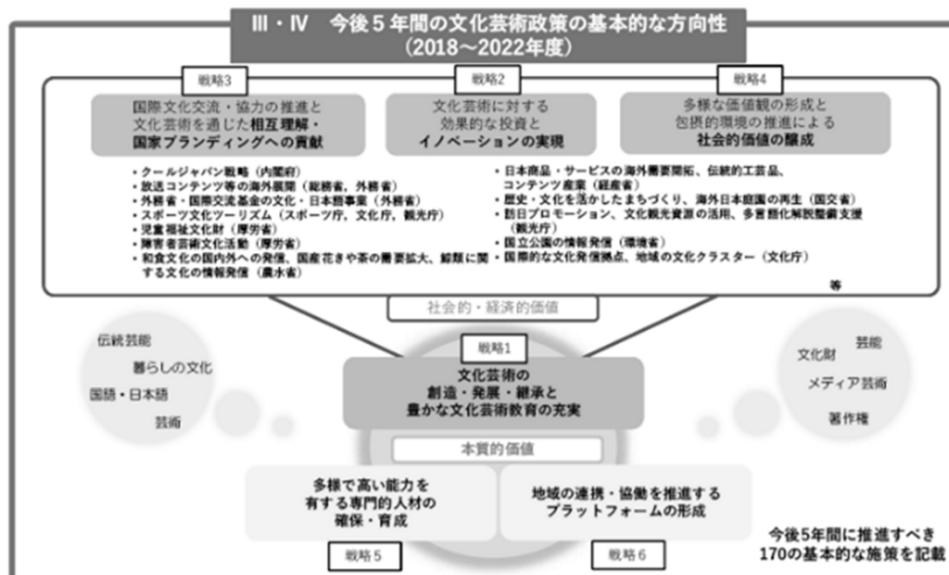 Ⅲ・Ⅳ 今後5年間の文化芸術政策の基本的な方向性
（2018～2022年度）
戦略3
国際文化交流・協力の推進と
文化芸術を通じた相互理解・
国家ブランディングへの貢献
戦略2
文化芸術に対する
効果的な投資と
イノベーションの実現
戦略4
多様な価値観の形成と
包摂的環境の推進による
社会的価値の醸成
・クールジャパン戦略（内閣府）
・放送コンテンツ等の海外展開（総務省，外務省）
・外務省・国際交流基金の文化・日本語事業（外務省）
・スポーツ文化ツーリズム（スポーツ庁，文化庁，観光庁）
・児童福祉文化財（厚労省）
・障害者芸術文化活動（厚労省）
・和食文化の国内外への発信、国産花きや茶の需要拡大、鯨類に関
する文化の情報発信（農水省）
・日本商品・サービスの海外需要開拓、伝統的工芸品、
コンテンツ産業（経産省）
・歴史・文化を活かしたまちづくり、海外日本庭園の再生（国交省）
・訪日プロモーション、文化観光資源の活用、多言語化解説整備支援
（観光庁）
・国立公園の情報発信（環境省）
・国際的な文化発信拠点、地域の文化クラスター（文化庁）
等
社会的・経済的価値
伝統芸能
暮らしの文化
国語・日本語
芸術
戦略1
文化芸術の
創造・発展・継承と
豊かな文化芸術教育の充実
芸能
文化財
メディア芸術
著作権
本質的価値
多様で高い能力を
有する専門的人材の
確保・育成
戦略5
地域の連携・協働を推進する
プラットフォームの形成
戦略6
今後5年間に推進すべき
170の基本的な施策を記載